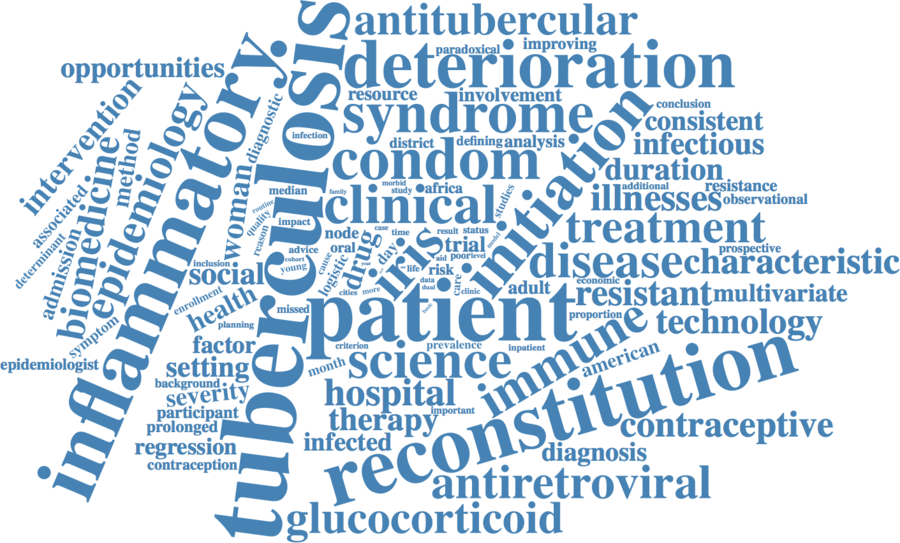 antitubercular
paradoxical
improving
deterioration
opportunities
resource
involvement
syndrome
conclusion
consistent
intervention
inflammatory
tuberculosis
diagnostic
infection
district
defining
analysis
infectious
condom
initiation
duration
epidemiology
method
biomedicine
associated
determinant
admission
woman
median
family
morbid
study
africa
studies
illnesses
additional
resistance
observational
clinical
routine
quality
reason
impact
node
drug
case
time
result
status
treatment
iris
oral
day
trial
model
prospective
advice
cohort
young
cause
logistic
year
life
aid
poor
level
risk
care
disease
characteristic
inclusion
social
data
dual
clinic
adult
economic
resistant
multivariate
enrollment
health
missed
cities
more
patient
proportion
technology
planning
symptom
factor
criterion
prevalence
inpatient
immune
american
epidemiologist
setting
month
science
reconstitution
background
severity
hospital
participant
prolonged
therapy
important
contraceptive
regression
infected
diagnosis
contraception
antiretroviral
glucocorticoid